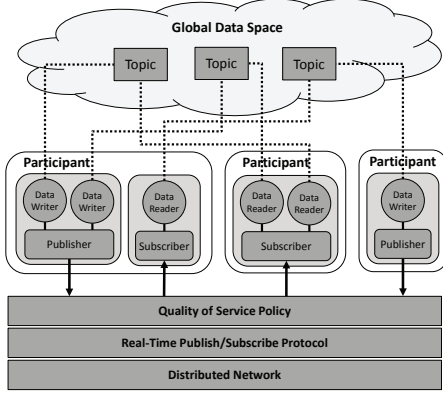 Global Data Space
Topic
Topic
Topic
Participant
Participant
Participant
Data
Writer
Data
Writer
Data
Reader
Data
Reader
Data
Reader
Data
Writer
Publisher
Subscriber
Subscriber
Publisher
Quality of Service Policy
Real-Time Publish/Subscribe Protocol
Distributed Network